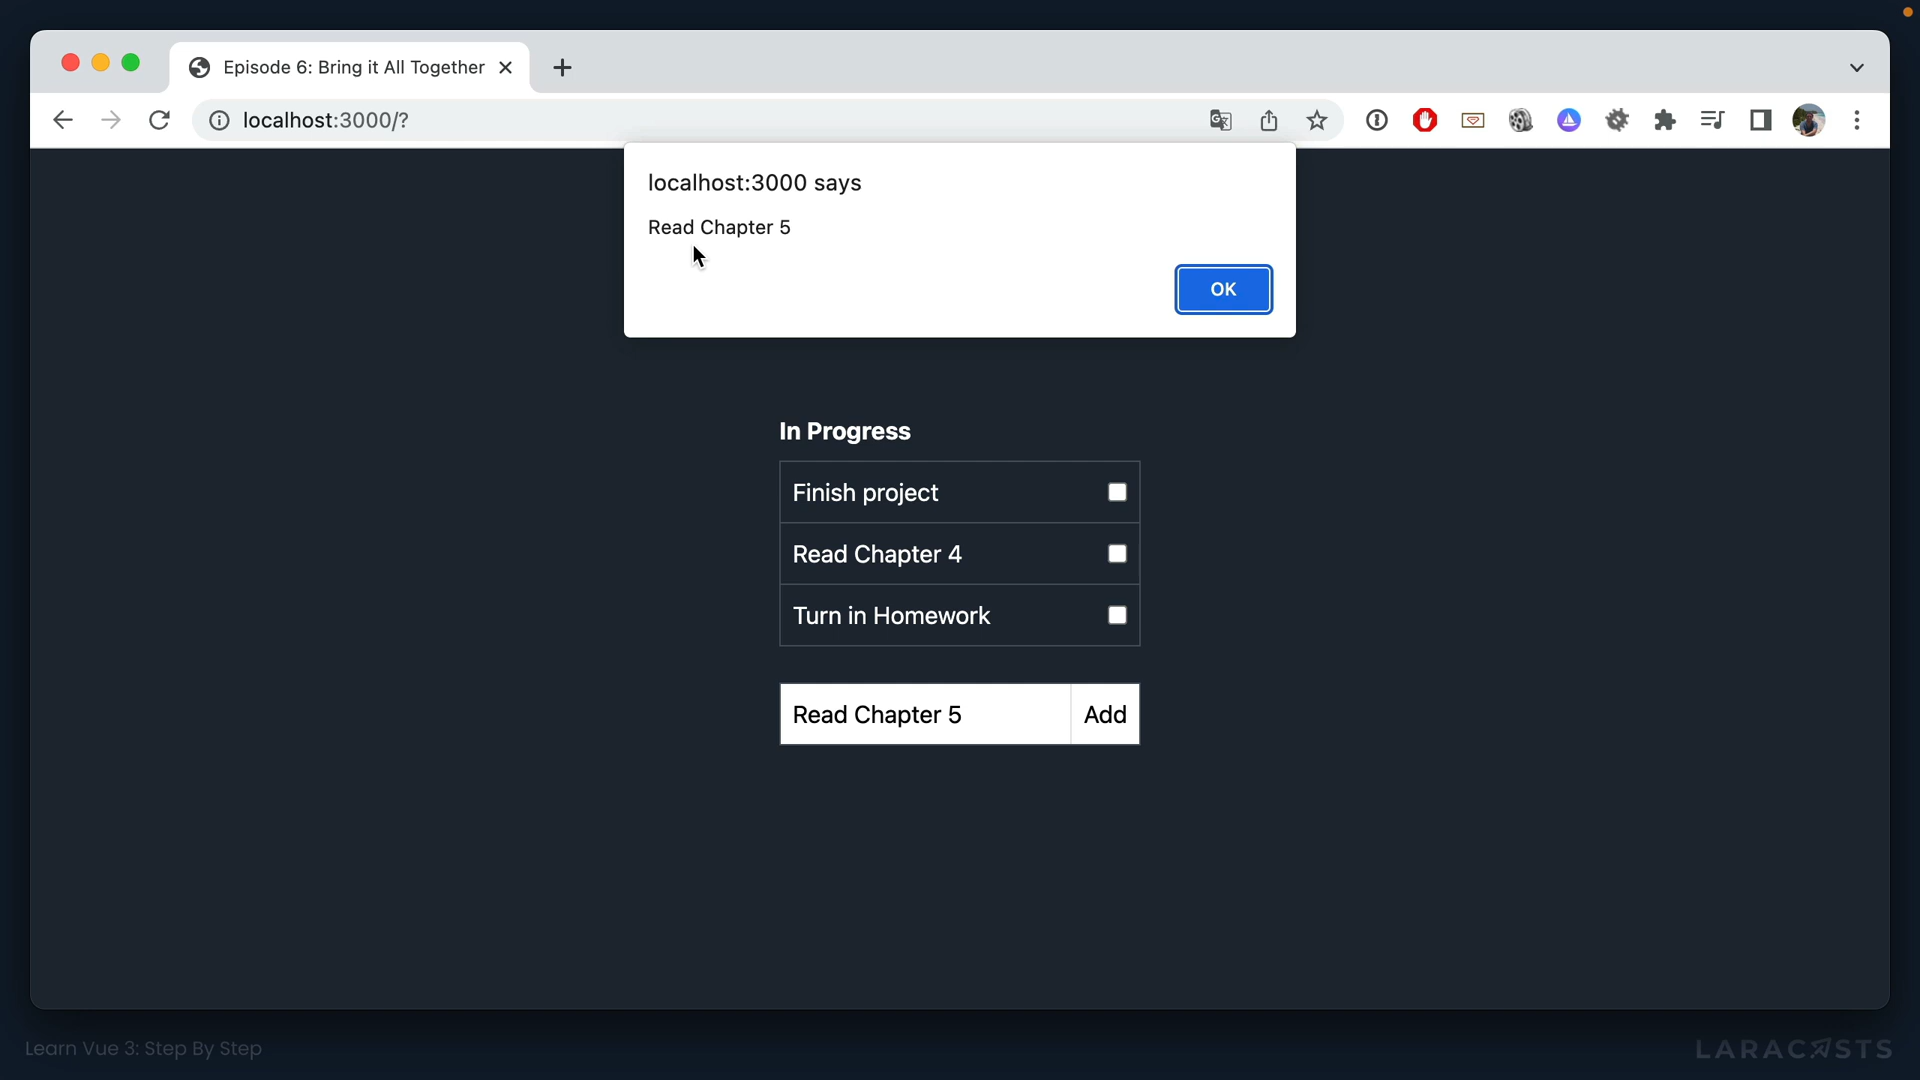 Episode 6: Bring it All Together
localhost:3000/?
localhost:3000 says
Read Chapter 5
OK
In Progress
Finish project
Read Chapter 4
Turn in Homework
Read Chapter 5 Add
Learn Vue 3: Step By Step
LARACASTS